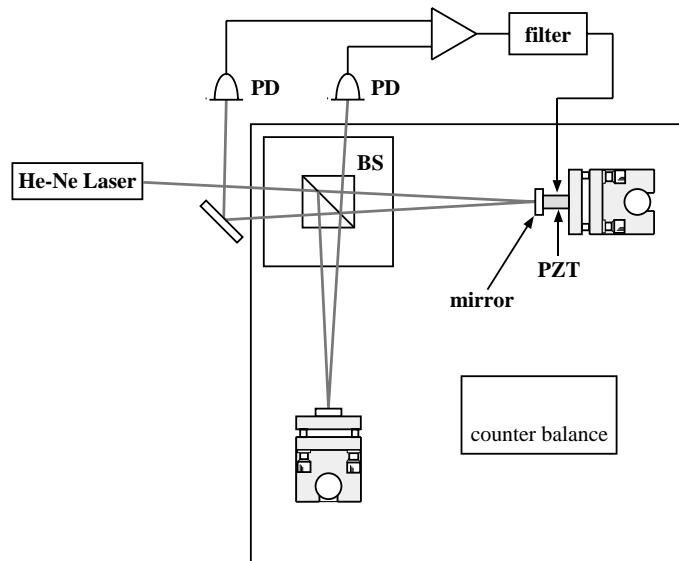 filter
PD
PD
BS
He-Ne Laser
PZT
mirror
counter balance